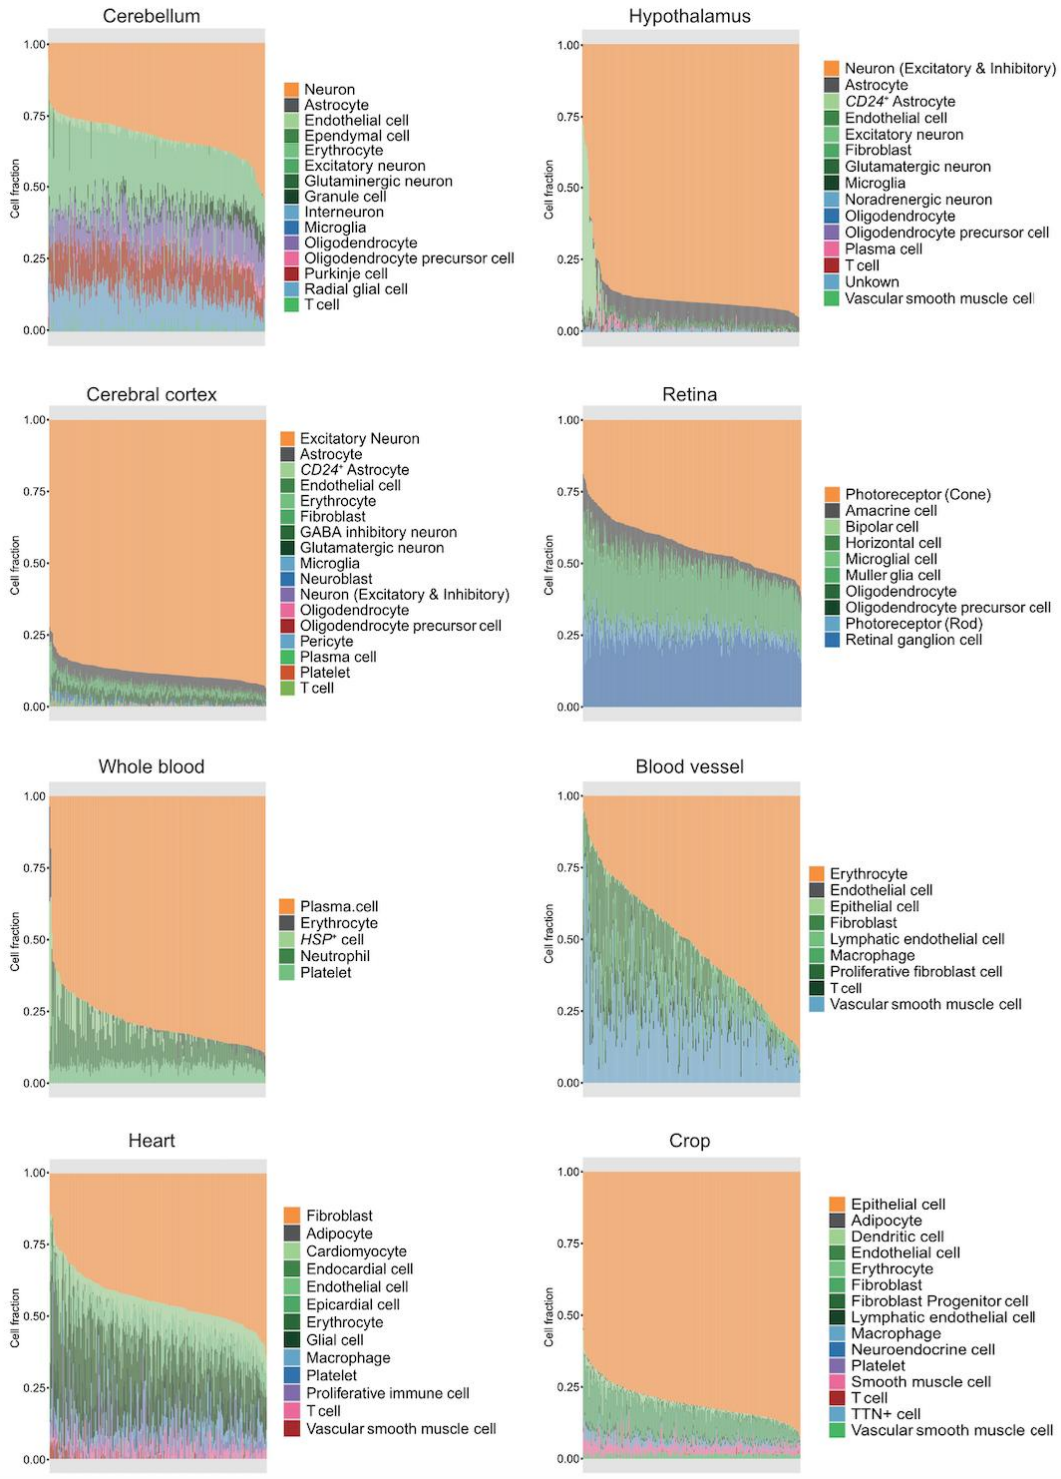 Cerebellum
1.00
0.75
0.50
0.25
0.00
Cell fraction
Neuron
Astrocyte
Endothelial cell
Ependymal cell
Erythrocyte
Excitatory neuron
Glutaminergic neuron
Granule cell
Interneuron
Microglia
Oligodendrocyte
Oligodendrocyte precursor cell
Purkinje cell
Radial glial cell
T cell
Hypothalamus
1.00
0.75
0.50
0.25
0.00
Cell fraction
Neuron (Excitatory & Inhibitory)
Astrocyte
CD24⁺ Astrocyte
Endothelial cell
Excitatory neuron
Fibroblast
Glutamatergic neuron
Microglia
Noradrenergic neuron
Oligodendrocyte
Oligodendrocyte precursor cell
Plasma cell
T cell
Unkown
Vascular smooth muscle cell
Cerebral cortex
1.00
0.75
0.50
0.25
0.00
Cell fraction
Excitatory Neuron
Astrocyte
CD24⁺ Astrocyte
Endothelial cell
Erythrocyte
Fibroblast
GABA inhibitory neuron
Glutamatergic neuron
Microglia
Neuroblast
Neuron (Excitatory & Inhibitory)
Oligodendrocyte
Oligodendrocyte precursor cell
Pericyte
Plasma cell
Platelet
T cell
Retina
1.00
0.75
0.50
0.25
0.00
Cell fraction
Photoreceptor (Cone)
Amacrine cell
Bipolar cell
Horizontal cell
Microglial cell
Muller glia cell
Oligodendrocyte
Oligodendrocyte precursor cell
Photoreceptor (Rod)
Retinal ganglion cell
Whole blood
1.00
0.75
0.50
0.25
0.00
Cell fraction
Plasma.cell
Erythrocyte
HSP⁺ cell
Neutrophil
Platelet
Blood vessel
1.00
0.75
0.50
0.25
0.00
Cell fraction
Erythrocyte
Endothelial cell
Epithelial cell
Fibroblast
Lymphatic endothelial cell
Macrophage
Proliferative fibroblast cell
T cell
Vascular smooth muscle cell
Heart
1.00
0.75
0.50
0.25
0.00
Cell fraction
Fibroblast
Adipocyte
Cardiomyocyte
Endocardial cell
Endothelial cell
Epicardial cell
Erythrocyte
Glial cell
Macrophage
Platelet
Proliferative immune cell
T cell
Vascular smooth muscle cell
Crop
1.00
0.75
0.50
0.25
0.00
Cell fraction
Epithelial cell
Adipocyte
Dendritic cell
Endothelial cell
Erythrocyte
Fibroblast
Fibroblast Progenitor cell
Lymphatic endothelial cell
Macrophage
Neuroendocrine cell
Platelet
Smooth muscle cell
T cell
TTN+ cell
Vascular smooth muscle cell